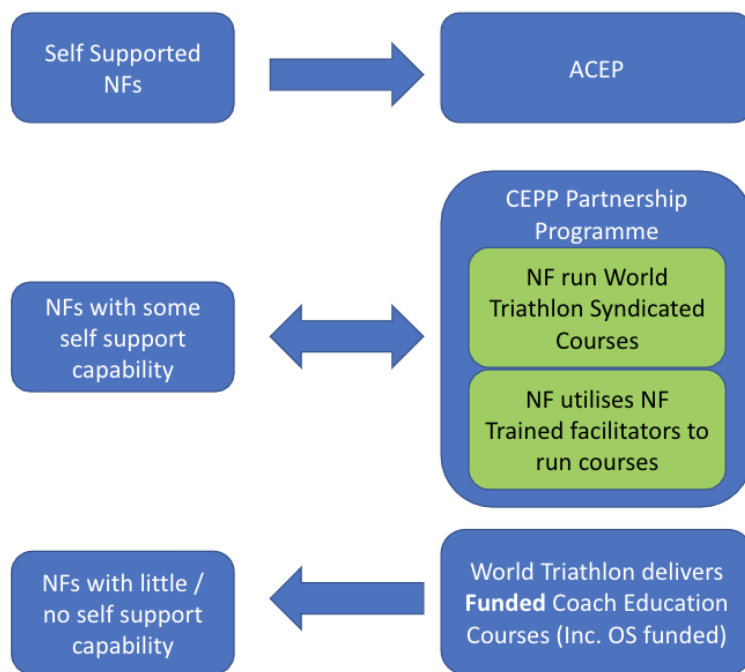 Self Supported
NFs
ACEP
CEPP Partnership
Programme
NF run World
Triathlon Syndicated
Courses
NFs with some
self support
capability
NF utilises NF
Trained facilitators to
run courses
NFs with little /
no self support
capability
World Triathlon delivers
Funded Coach Education
Courses (Inc. OS funded)